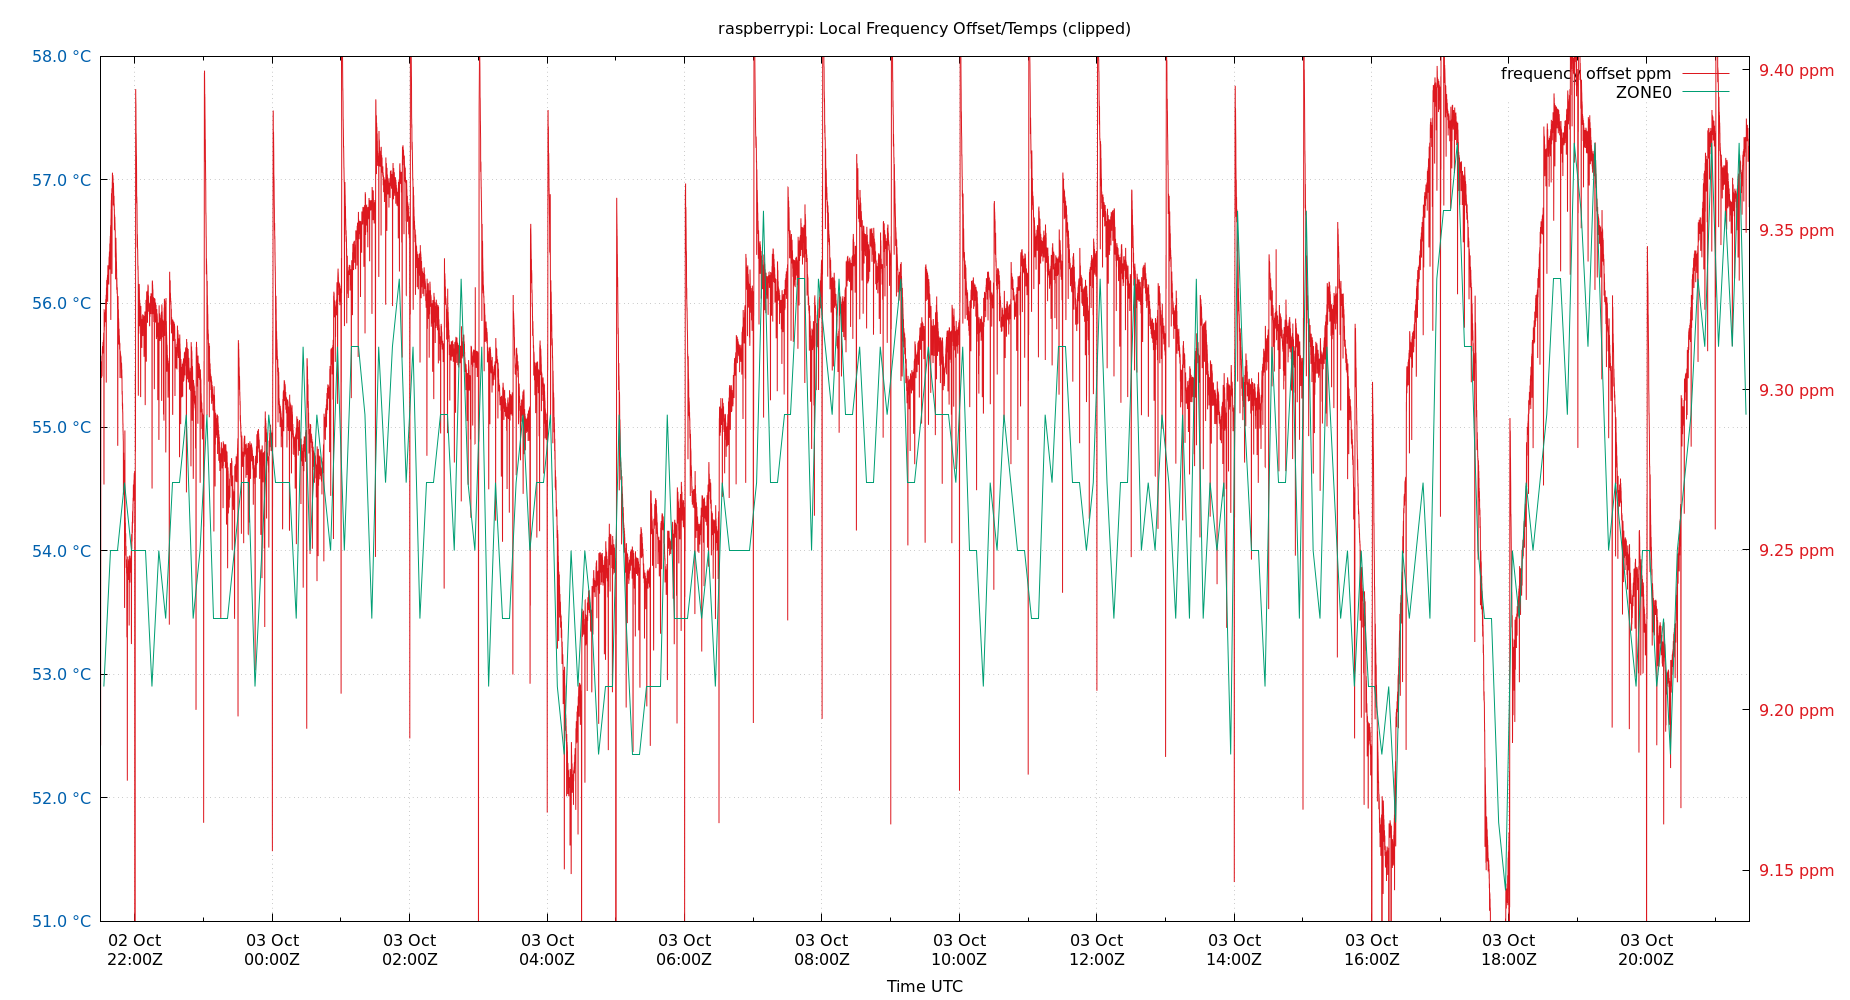 raspberrypi: Local Frequency Offset/Temps (clipped)
frequency offset ppm
ZONE0
58.0 °C
57.0 °C
56.0 °C
55.0 °C
54.0 °C
53.0 °C
52.0 °C
51.0 °C
9.40 ppm
9.35 ppm
9.30 ppm
9.25 ppm
9.20 ppm
9.15 ppm
02 Oct
22:00Z
03 Oct
00:00Z
03 Oct
02:00Z
03 Oct
04:00Z
03 Oct
06:00Z
03 Oct
08:00Z
03 Oct
10:00Z
03 Oct
12:00Z
03 Oct
14:00Z
03 Oct
16:00Z
03 Oct
18:00Z
03 Oct
20:00Z
Time UTC